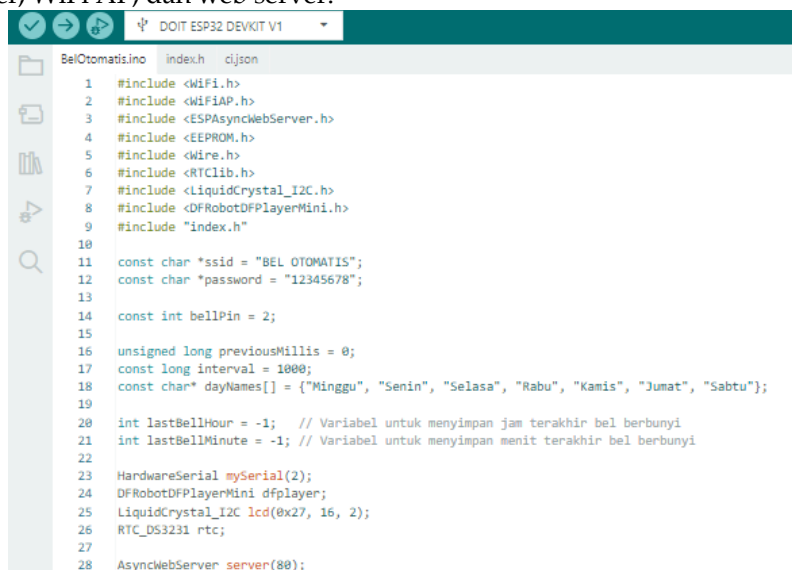 er, WiFi AP, dan web server.
DOIT ESP32 DEVKIT V1
BelOtomatis.ino index.h ci.json
1 #include <WiFi.h>
2 #include <WiFiAP.h>
3 #include <ESPAsyncWebServer.h>
4 #include <EEPROM.h>
5 #include <Wire.h>
6 #include <RTClib.h>
7 #include <LiquidCrystal_I2C.h>
8 #include <DFRobotDFPlayerMini.h>
9 #include "index.h"
10
11 const char *ssid = "BEL OTOMATIS";
12 const char *password = "12345678";
13
14 const int bellPin = 2;
15
16 unsigned long previousMillis = 0;
17 const long interval = 1000;
18 const char* dayNames[] = {"Minggu", "Senin", "Selasa", "Rabu", "Kamis", "Jumat", "Sabtu"};
19
20 int lastBellHour = -1; // Variabel untuk menyimpan jam terakhir bel berbunyi
21 int lastBellMinute = -1; // Variabel untuk menyimpan menit terakhir bel berbunyi
22
23 HardwareSerial mySerial(2);
24 DFRobotDFPlayerMini dfplayer;
25 LiquidCrystal_I2C lcd(0x27, 16, 2);
26 RTC_DS3231 rtc;
27
28 AsyncWebServer server(80);